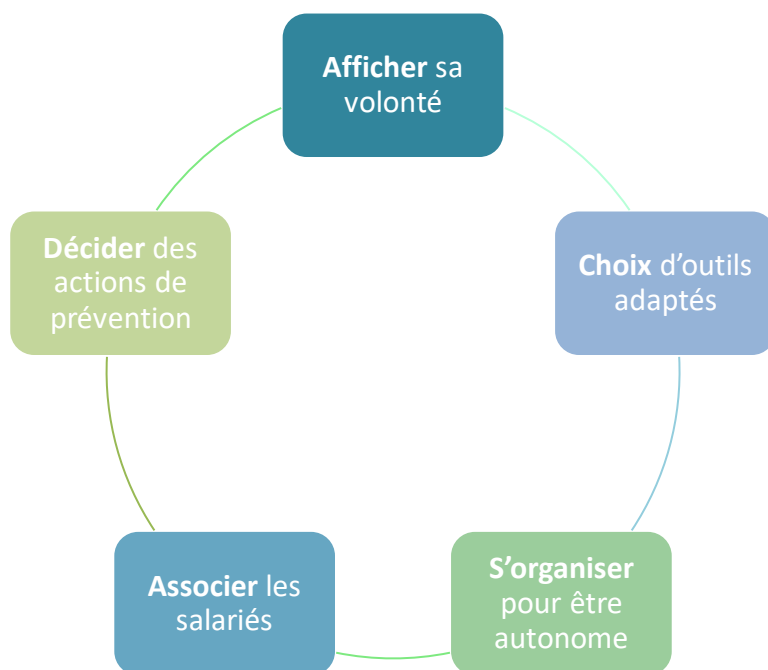 Afficher sa
volonté
Choix d’outils
adaptés
S’organiser
pour être
autonome
Associer les
salariés
Décider des
actions de
prévention